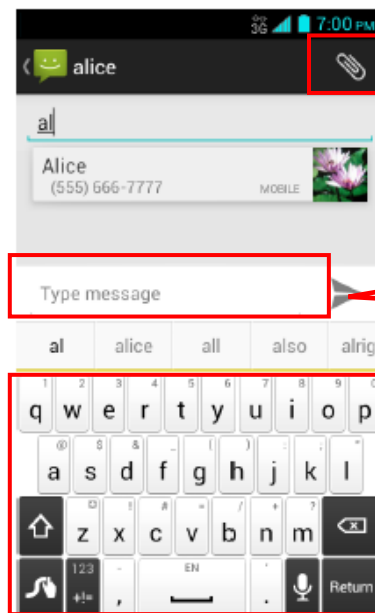 3G 7:00 PM
alice
al
Alice
(555) 666-7777 MOBILE
Type message
al alice all also alrig
1 2 3 4 5 6 7 8 9 0
q w e r t y u i o p
@ $ & _ ( ) : ; "
a s d f g h j k l
! # = / + ?
z x c v b n m
123 - EN '
+!= , . Return